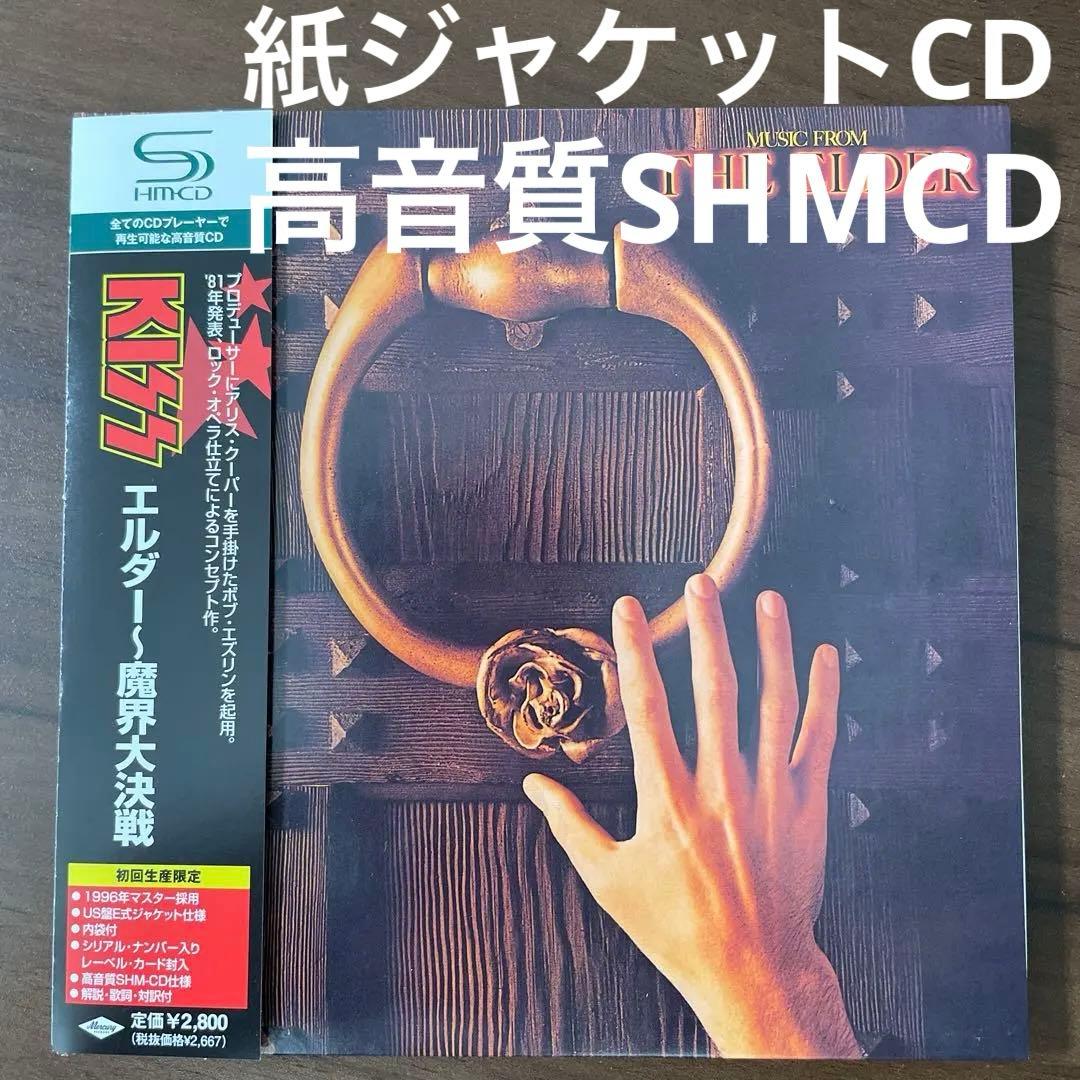 紙ジャケットCD
高音質SHMCD
MUSIC FROM
THE ELDER
SHM-CD
全てのCDプレーヤーで
再生可能な高音質CD
KISS
プロデューサーにアリス・クーパーを手掛けたボブ・エズリンを起用。
'81年発表、ロック・オペラ仕立てによるコンセプト作。
エルダー～魔界大決戦
初回生産限定
●1996年マスター採用
●US盤E式ジャケット仕様
●内袋付
●シリアル・ナンバー入り
レーベル・カード封入
●高音質SHM-CD仕様
●解説・歌詞・対訳付
Mercury
定価￥2,800
(税抜価格¥2,667)